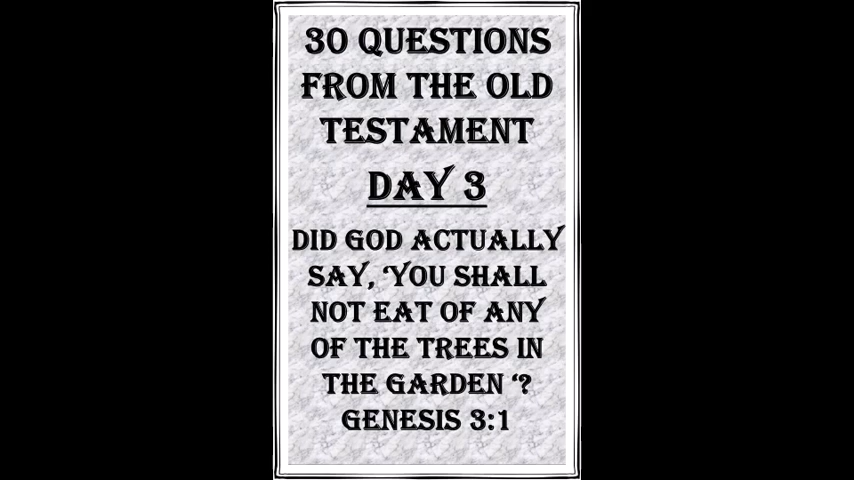 30 QUESTIONS
FROM THE OLD
TESTAMENT
DAY 3
DID GOD ACTUALLY
SAY, ‘YOU SHALL
NOT EAT OF ANY
OF THE TREES IN
THE GARDEN ‘?
GENESIS 3:1